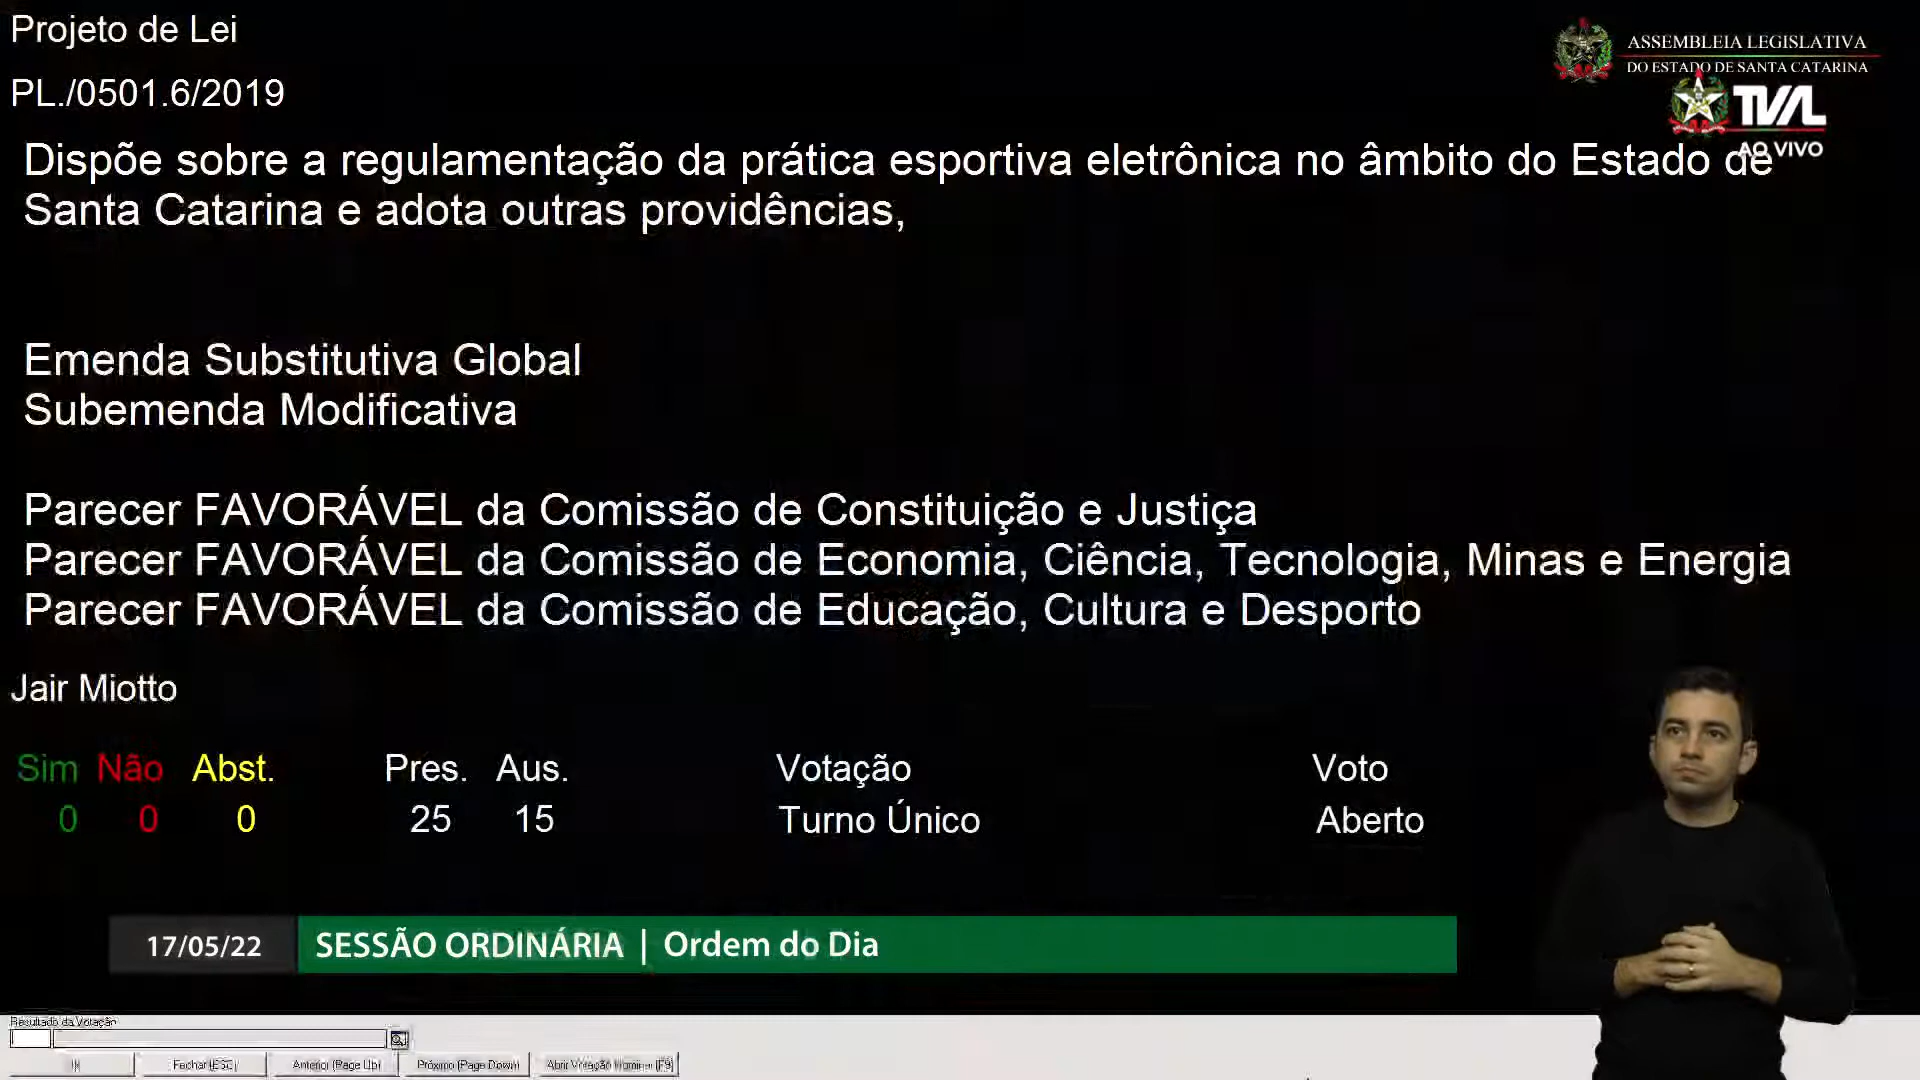 Projeto de Lei
ASSEMBLEIA LEGISLATIVA
DO ESTADO DE SANTA CATARINA
PL./0501.6/2019
TVAL
AO VIVO
Dispõe sobre a regulamentação da prática esportiva eletrônica no âmbito do Estado de
Santa Catarina e adota outras providências,
Emenda Substitutiva Global
Subemenda Modificativa
Parecer FAVORÁVEL da Comissão de Constituição e Justiça
Parecer FAVORÁVEL da Comissão de Economia, Ciência, Tecnologia, Minas e Energia
Parecer FAVORÁVEL da Comissão de Educação, Cultura e Desporto
Jair Miotto
Sim Não Abst. Pres. Aus. Votação Voto
0 0 0 25 15 Turno Único Aberto
17/05/22 SESSÃO ORDINÁRIA | Ordem do Dia
Resultado da Votação
Fechar (ESC) Anterior (Page Up) Próximo (Page Down) Abrir Votação Nominal (F9)